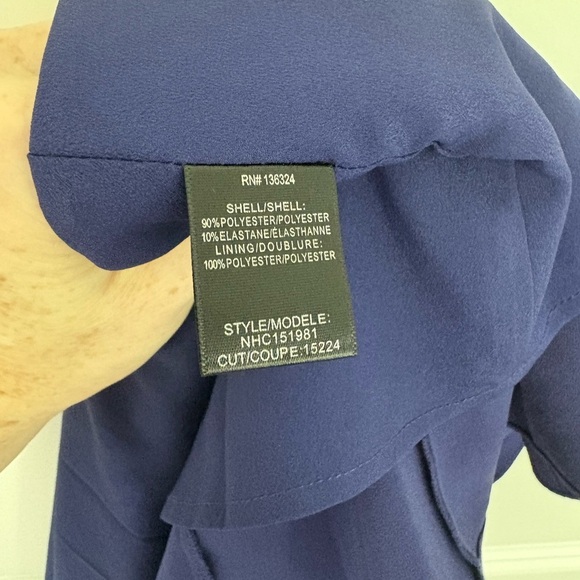 RN# 136324
SHELL/SHELL:
90%POLYESTER/POLYESTER
10%ELASTANE/ÉLASTHANNE
LINING/DOUBLURE:
100%POLYESTER/POLYESTER
STYLE/MODELE:
NHC151981
CUT/COUPE:15224